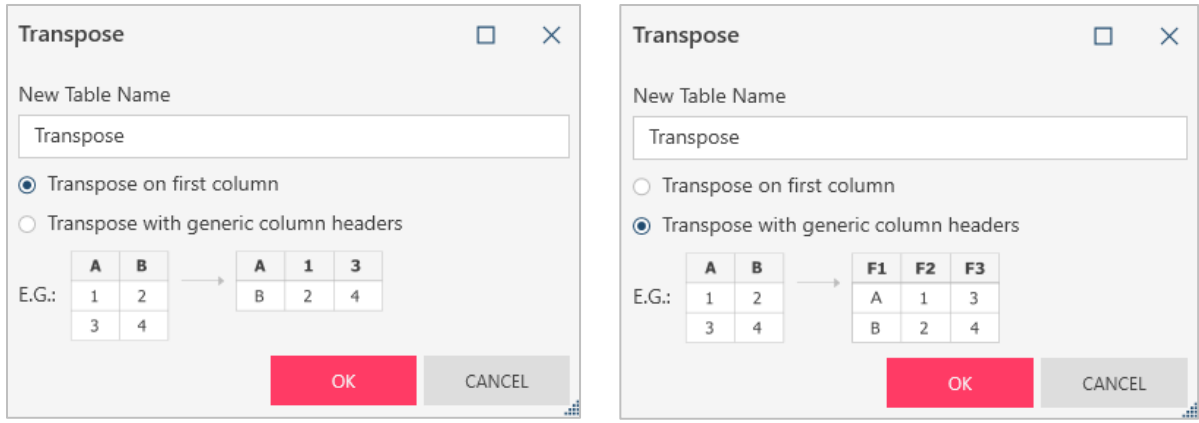 Transpose
New Table Name
Transpose
Transpose on first column
Transpose with generic column headers
A B A 1 3
E.G.: 1 2 B 2 4
3 4
OK CANCEL
Transpose
New Table Name
Transpose
Transpose on first column
Transpose with generic column headers
A B F1 F2 F3
E.G.: 1 2 A 1 3
3 4 B 2 4
OK CANCEL